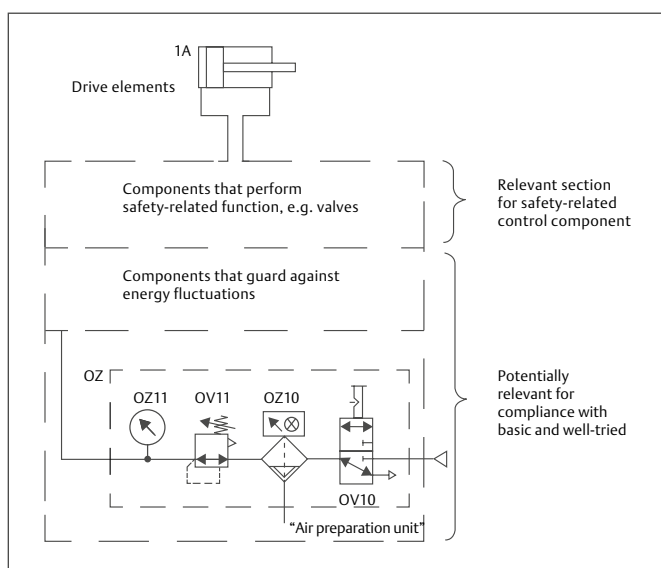 1A
Drive elements
Components that perform
safety-related function, e.g. valves
Relevant section
for safety-related
control component
Components that guard against
energy fluctuations
OZ
OZ11
OV11
OZ10
OV10
"Air preparation unit"
Potentially
relevant for
compliance with
basic and well-tried